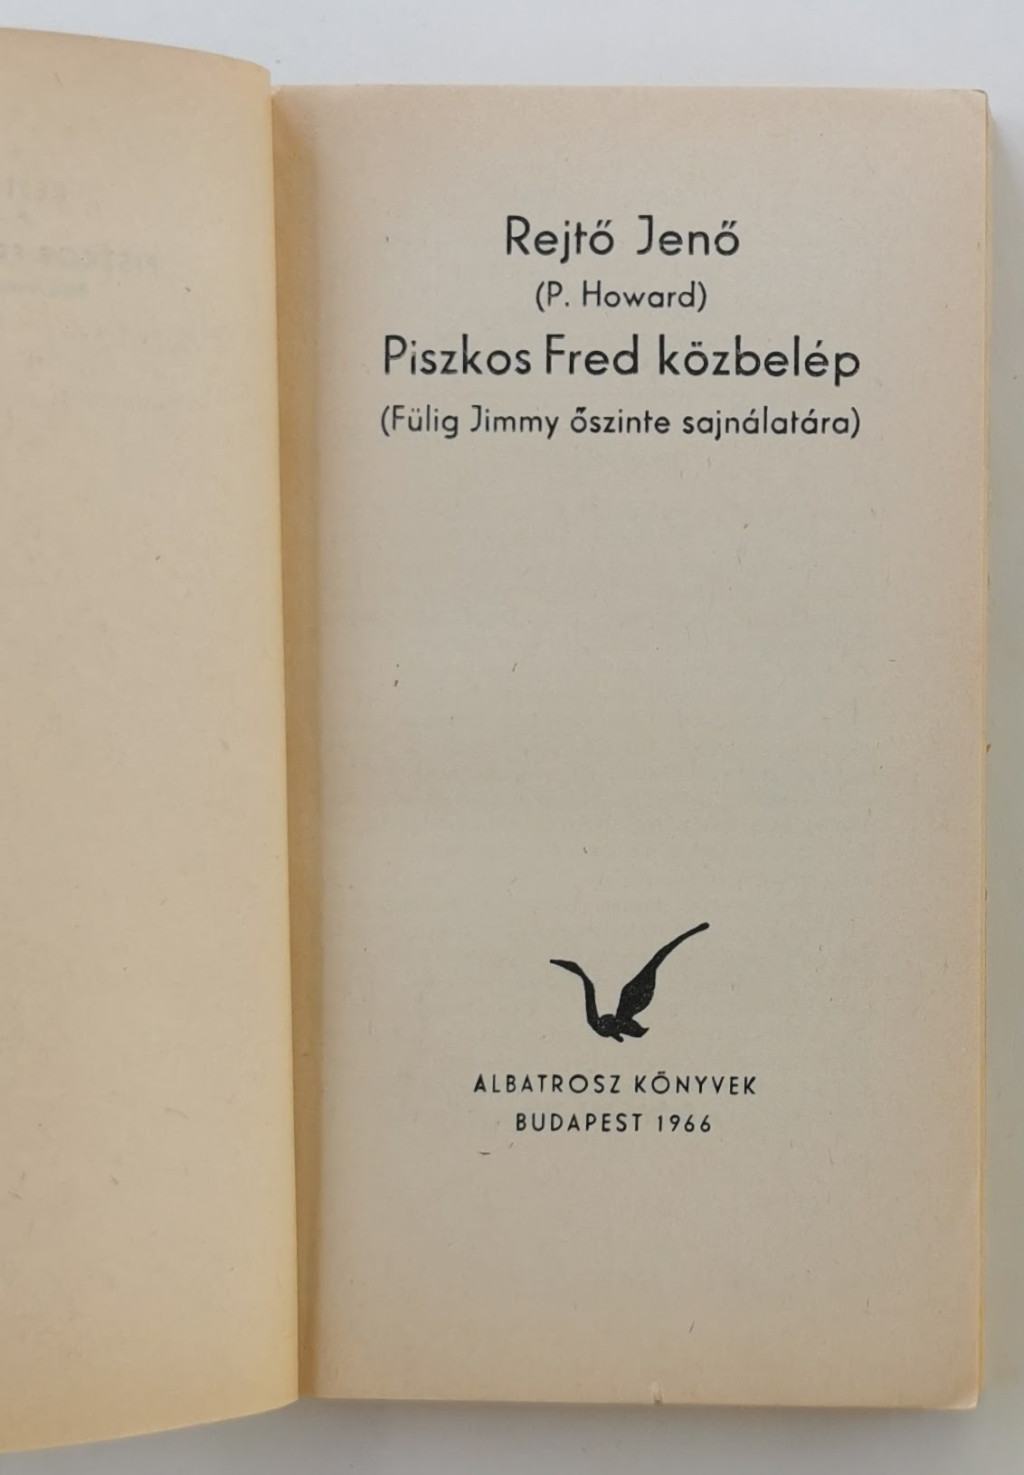 Rejtő Jenő
(P. Howard)
Piszkos Fred közbelép
(Fülig Jimmy őszinte sajnálatára)
ALBATROSZ KÖNYVEK
BUDAPEST 1966